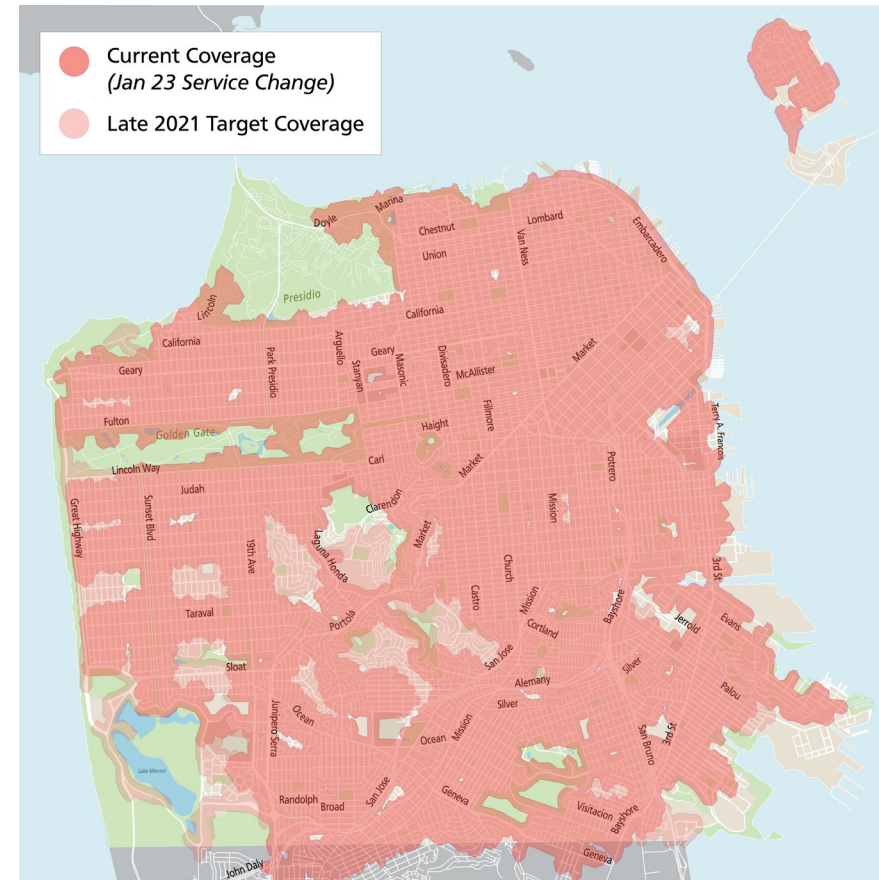 Current Coverage
(Jan 23 Service Change)
Late 2021 Target Coverage
Doyle
Marina
Chestnut
Lombard
Union
Van Ness
Embarcadero
Lincoln
Presidio
California
California
Geary
Park Presidio
Arguello
Stanyan
Geary
Masonic
Divisadero
McAllister
Market
Fulton
Golden Gate
Haight
Fillmore
Terry A. Francois
Lincoln Way
Carl
Market
Potrero
Judah
Great Highway
Sunset Blvd
19th Ave
Clarendon
Laguna Honda
Market
Mission
Church
Castro
3rd St
Taraval
Portola
Mission
Bayshore
Cortland
Jerrold
Evans
Sloat
San Jose
Silver
Alemany
Silver
Palou
Junipero Serra
Ocean
Ocean
Mission
San Bruno
3rd St
Lake Merced
Randolph
Broad
San Jose
Geneva
Visitacion
Bayshore
Geneva
John Daly